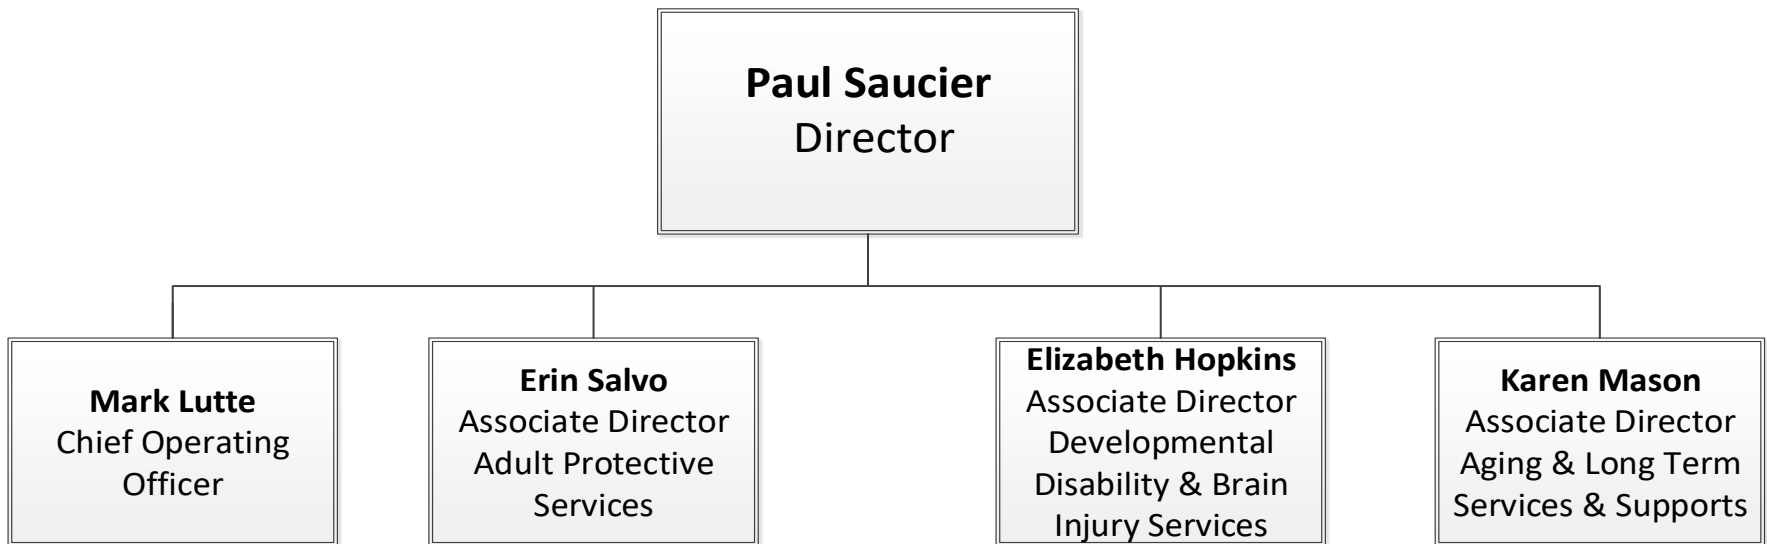 Paul Saucier
Director
Mark Lutte
Chief Operating
Officer
Erin Salvo
Associate Director
Adult Protective
Services
Elizabeth Hopkins
Associate Director
Developmental
Disability & Brain
Injury Services
Karen Mason
Associate Director
Aging & Long Term
Services & Supports